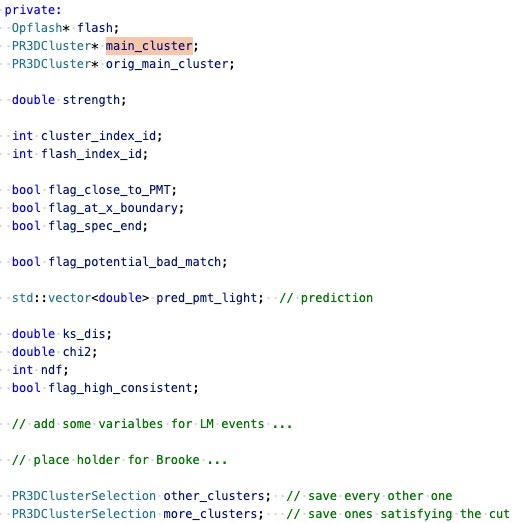 private:
Opflash* flash;
PR3DCluster* main_cluster;
PR3DCluster* orig_main_cluster;
double strength;
int cluster_index_id;
int flash_index_id;
bool flag_close_to_PMT;
bool flag_at_x_boundary;
bool flag_spec_end;
bool flag_potential_bad_match;
std::vector<double> pred_pmt_light; // prediction
double ks_dis;
double chi2;
int ndf;
bool flag_high_consistent;
// add some varialbes for LM events ...
// place holder for Brooke ...
PR3DClusterSelection other_clusters; // save every other one
PR3DClusterSelection more_clusters; // save ones satisfying the cut